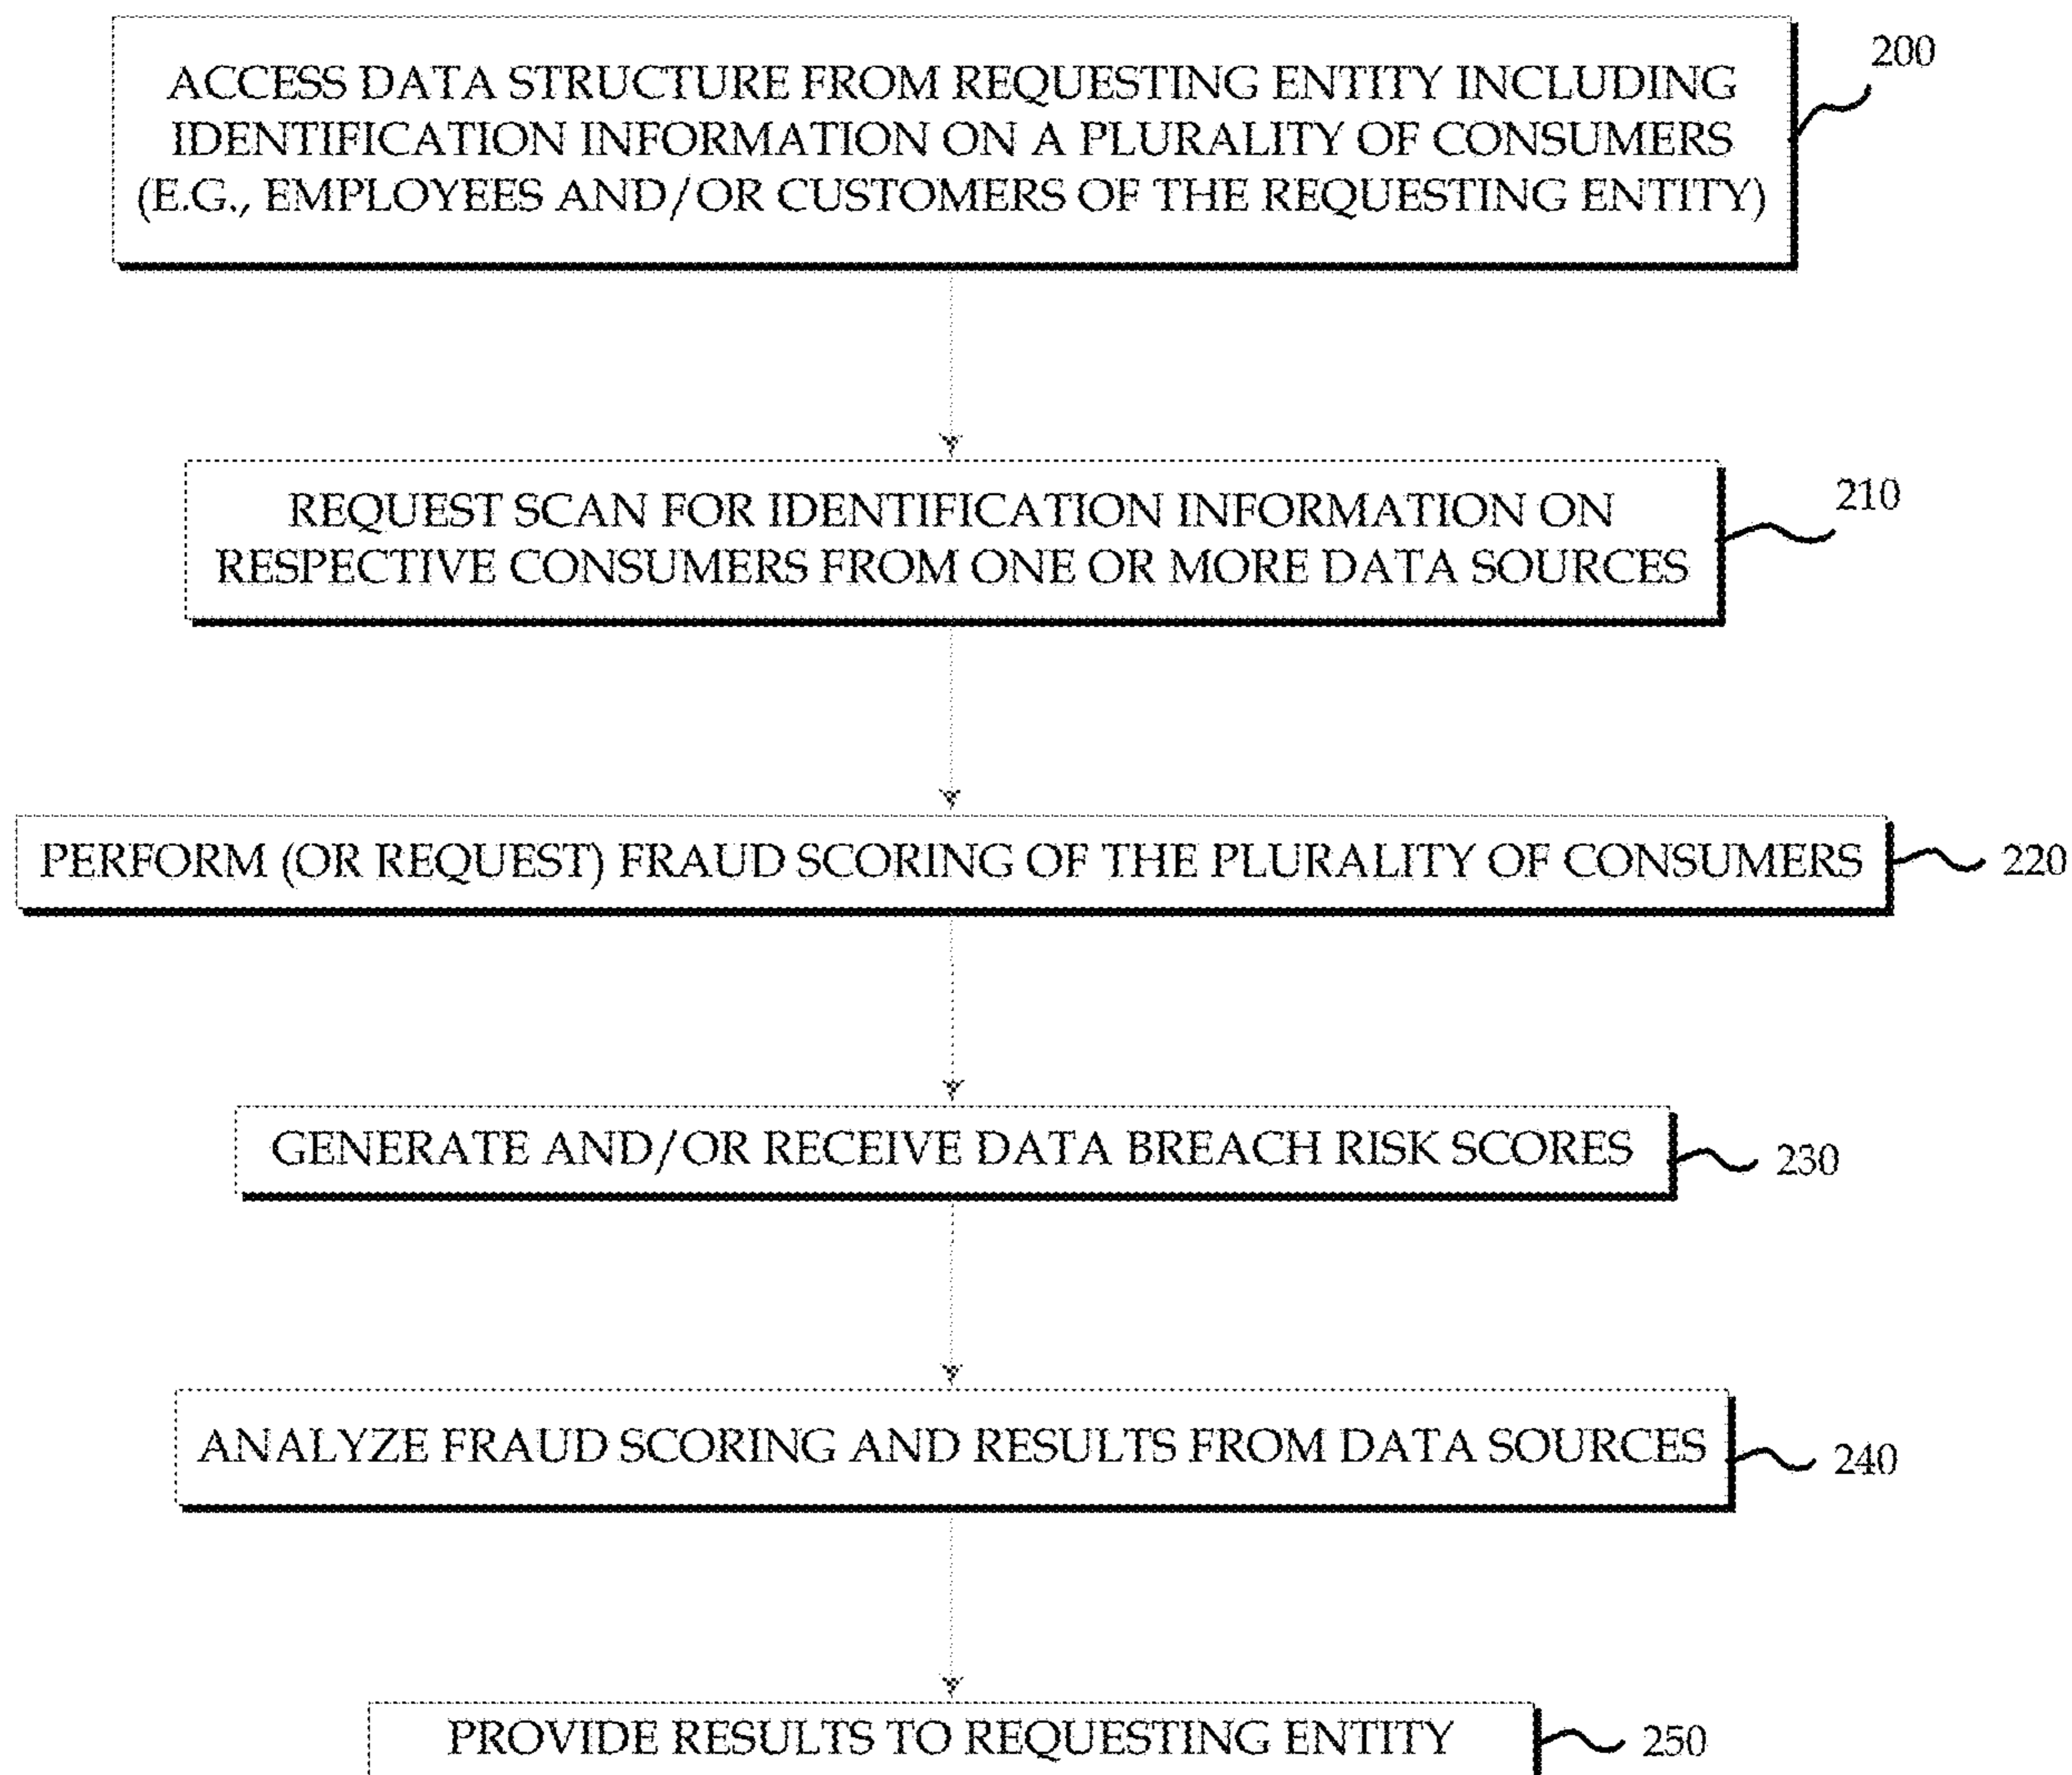 ACCESS DATA STRUCTURE FROM REQUESTING ENTITY INCLUDING
IDENTIFICATION INFORMATION ON A PLURALITY OF CONSUMERS
(E.G., EMPLOYEES AND/OR CUSTOMERS OF THE REQUESTING ENTITY)
200
REQUEST SCAN FOR IDENTIFICATION INFORMATION ON
RESPECTIVE CONSUMERS FROM ONE OR MORE DATA SOURCES
210
PERFORM (OR REQUEST) FRAUD SCORING OF THE PLURALITY OF CONSUMERS
220
GENERATE AND/OR RECEIVE DATA BREACH RISK SCORES
230
ANALYZE FRAUD SCORING AND RESULTS FROM DATA SOURCES
240
PROVIDE RESULTS TO REQUESTING ENTITY
250